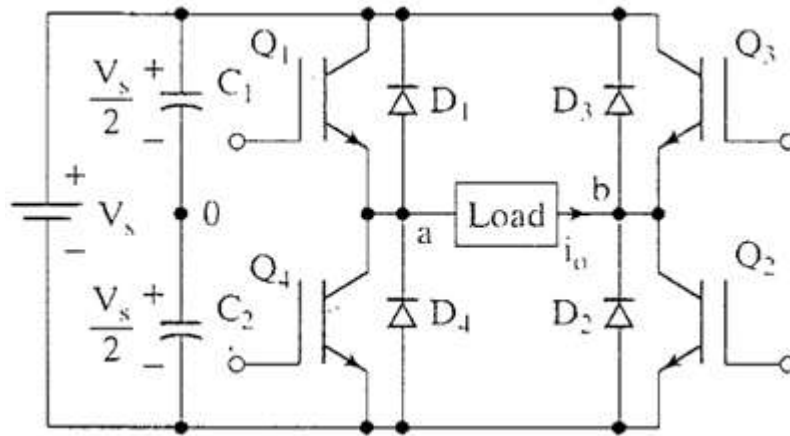 Q₁
Q₃
+
Vₛ/2
C₁
−
D₁
D₃
+
Vₛ
−
0
a
Load
b
iₒ
Q₄
Q₂
+
Vₛ/2
C₂
−
D₄
D₂